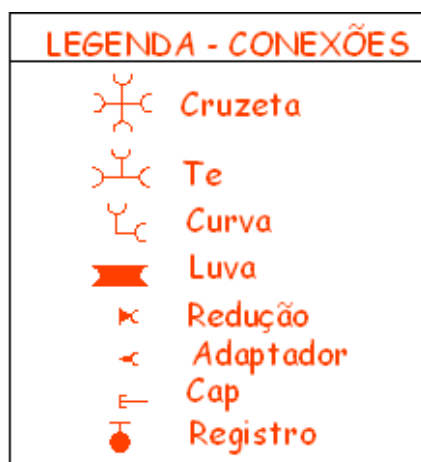 LEGENDA - CONEXÕES
Cruzeta
Te
Curva
Luva
Redução
Adaptador
Cap
Registro